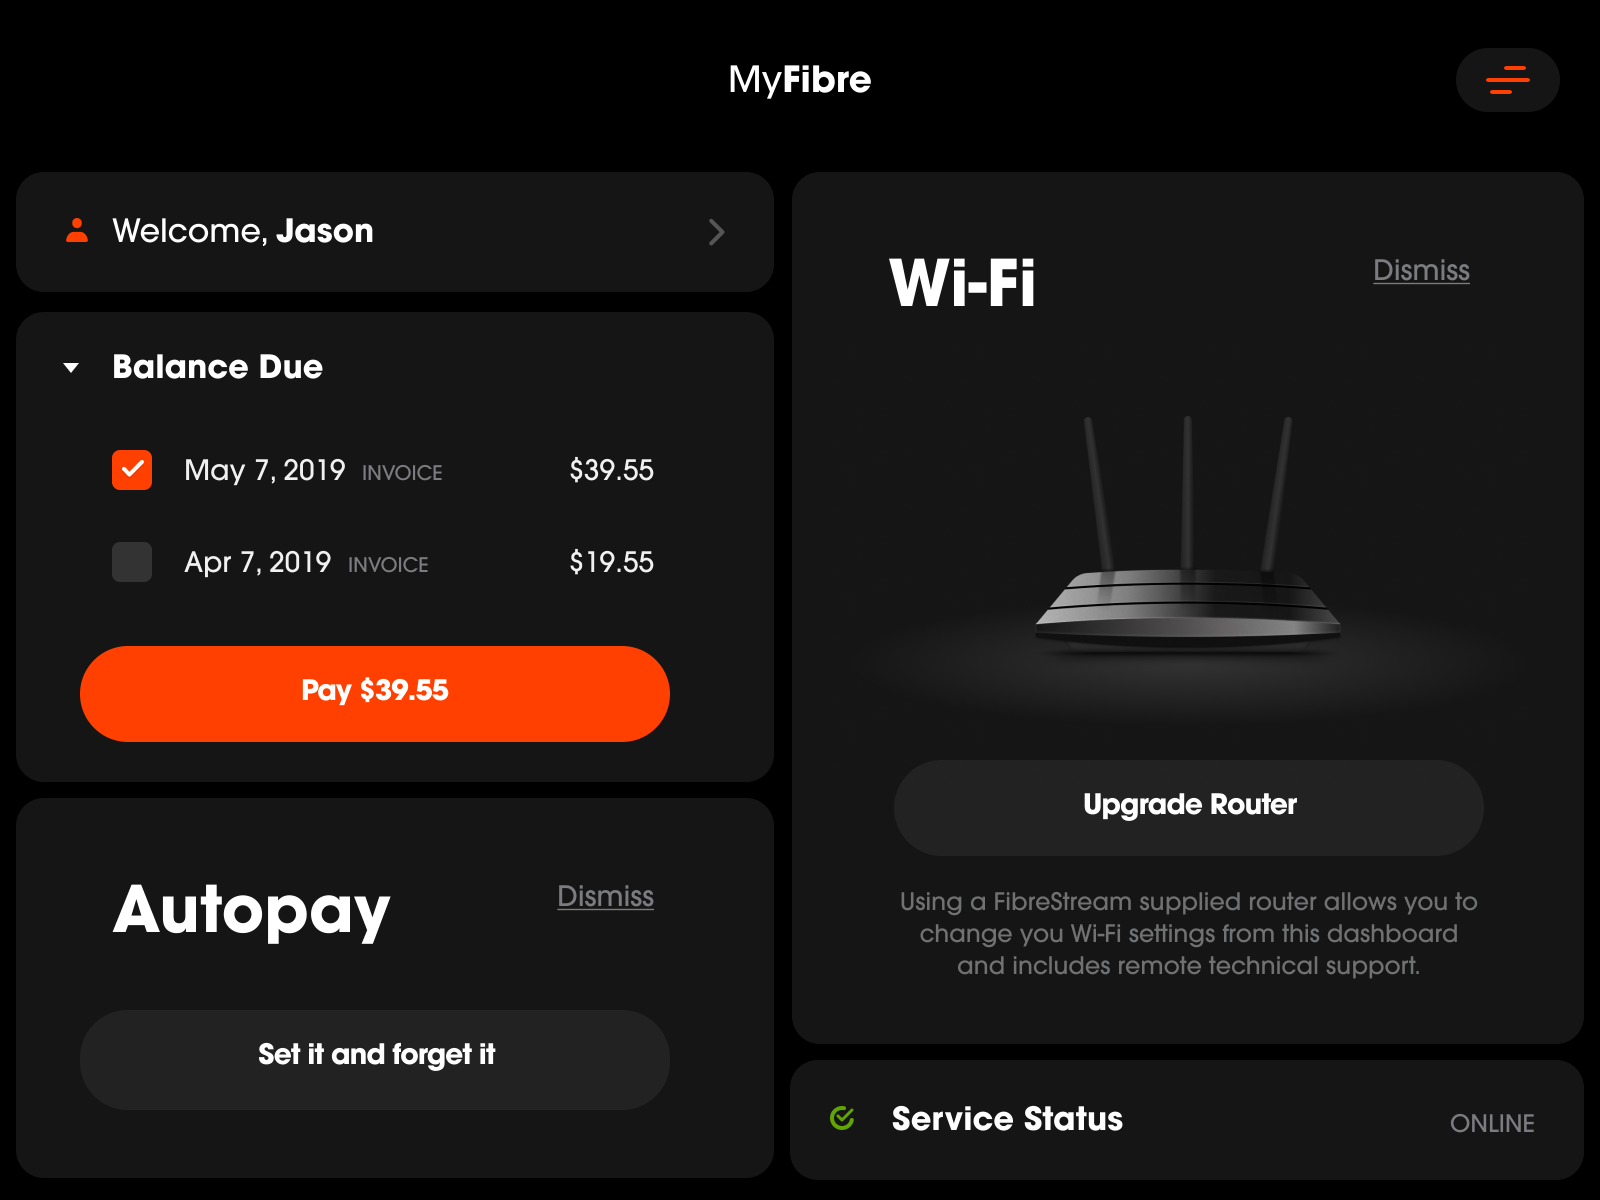 MyFibre
Welcome, Jason
Balance Due
May 7, 2019 INVOICE $39.55
Apr 7, 2019 INVOICE $19.55
Pay $39.55
Autopay Dismiss
Set it and forget it
Wi-Fi Dismiss
Upgrade Router
Using a FibreStream supplied router allows you to
change you Wi-Fi settings from this dashboard
and includes remote technical support.
Service Status ONLINE